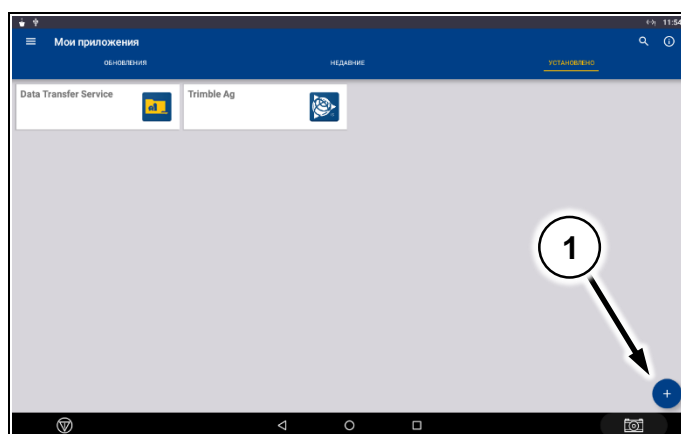 11:54
Мои приложения
ОБНОВЛЕНИЯ НЕДАВНИЕ УСТАНОВЛЕНО
Data Transfer Service Trimble Ag
1